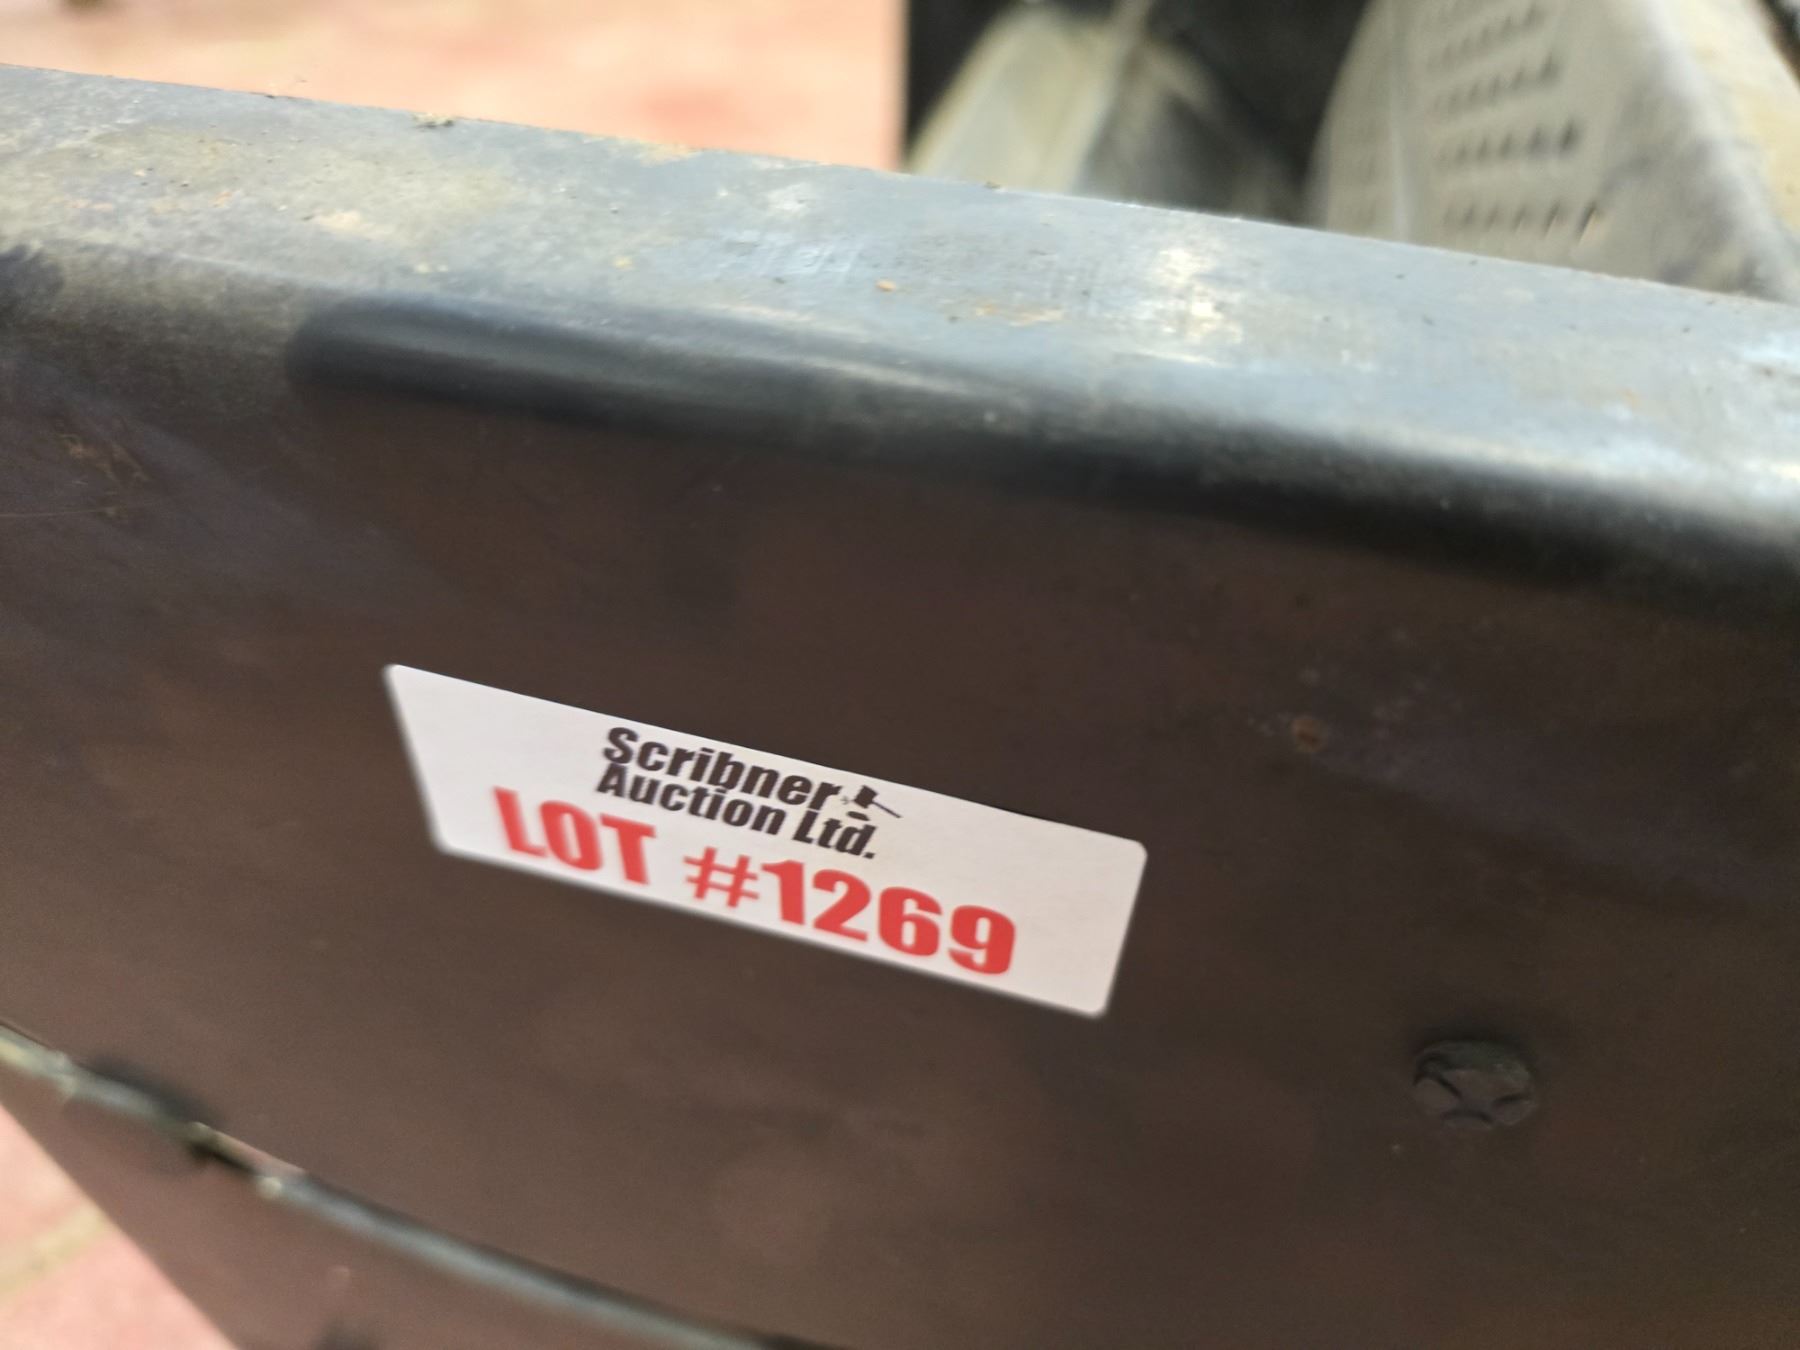 Scribner
Auction Ltd.
LOT #1269